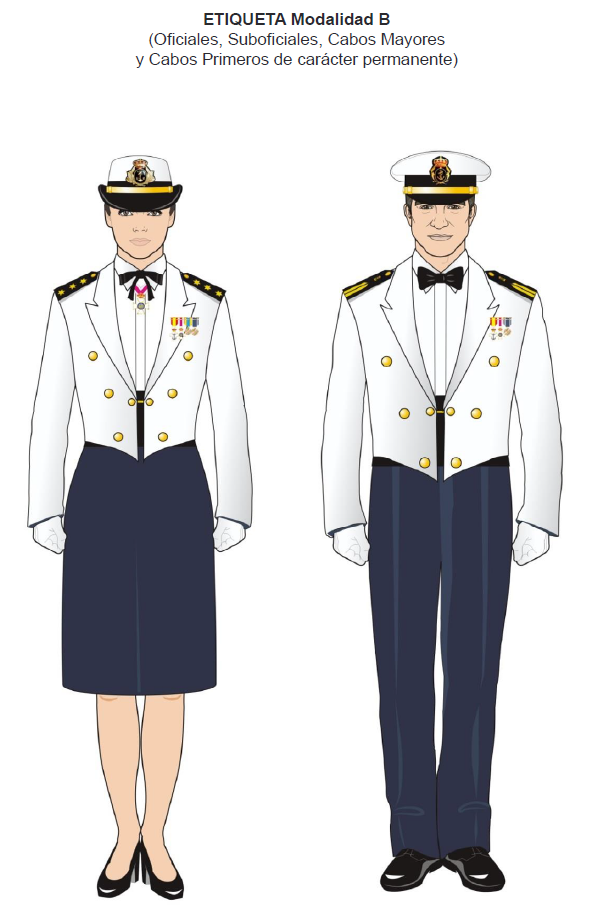 ETIQUETA Modalidad B
(Oficiales, Suboficiales, Cabos Mayores
y Cabos Primeros de carácter permanente)